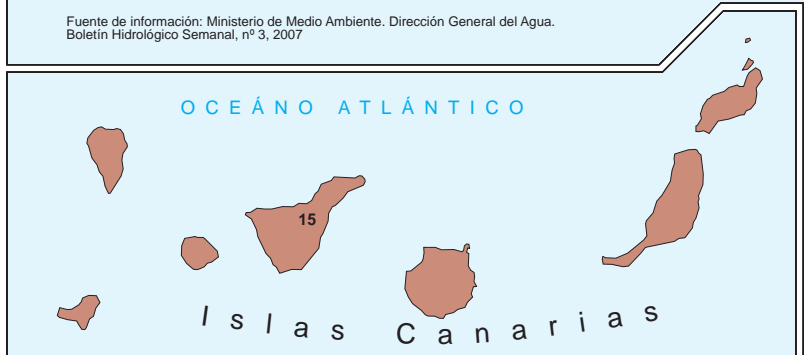 Fuente de información: Ministerio de Medio Ambiente. Dirección General del Agua.
Boletín Hidrológico Semanal, nº 3, 2007
OCEÁNO ATLÁNTICO
15
Islas Canarias